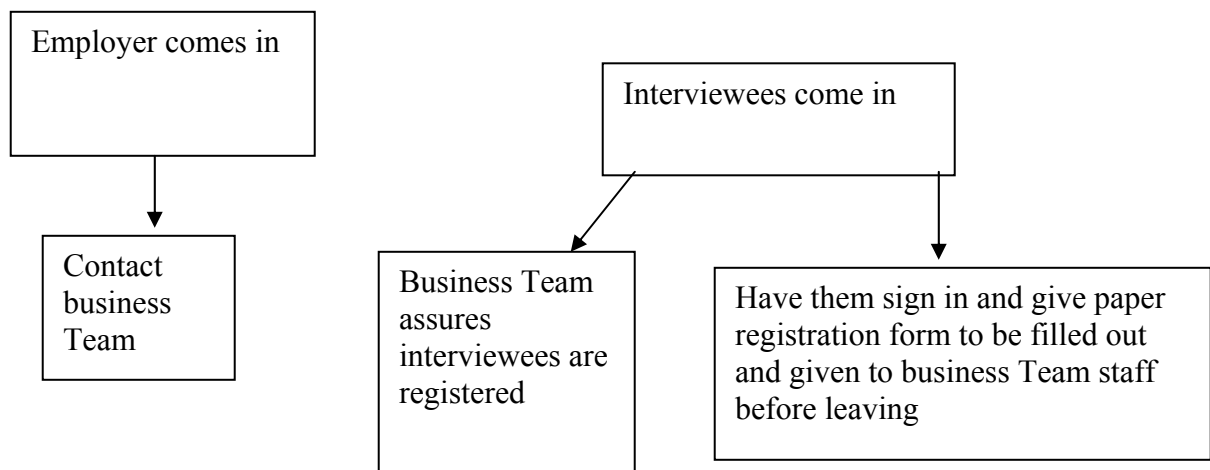 Employer comes in
Interviewees come in
Contact
business
Team
Business Team
assures
interviewees are
registered
Have them sign in and give paper
registration form to be filled out
and given to business Team staff
before leaving